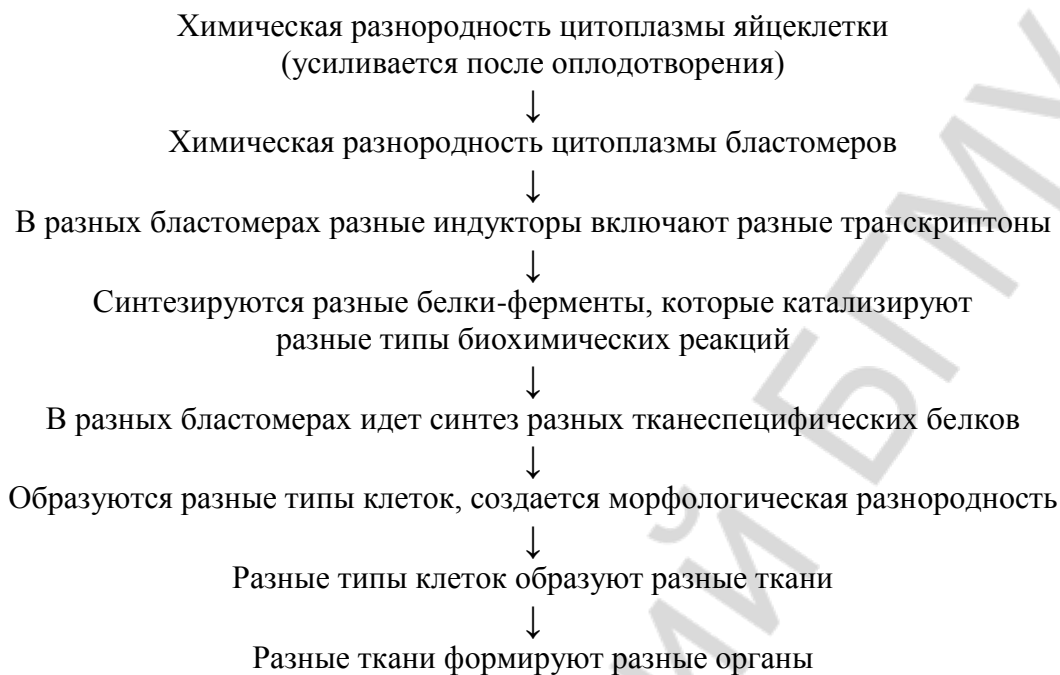 Химическая разнородность цитоплазмы яйцеклетки
(усиливается после оплодотворения)
↓
Химическая разнородность цитоплазмы бластомеров
↓
В разных бластомерах разные индукторы включают разные транскриптоны
↓
Синтезируются разные белки-ферменты, которые катализируют
разные типы биохимических реакций
↓
В разных бластомерах идет синтез разных тканеспецифических белков
↓
Образуются разные типы клеток, создается морфологическая разнородность
↓
Разные типы клеток образуют разные ткани
↓
Разные ткани формируют разные органы
БГМУ